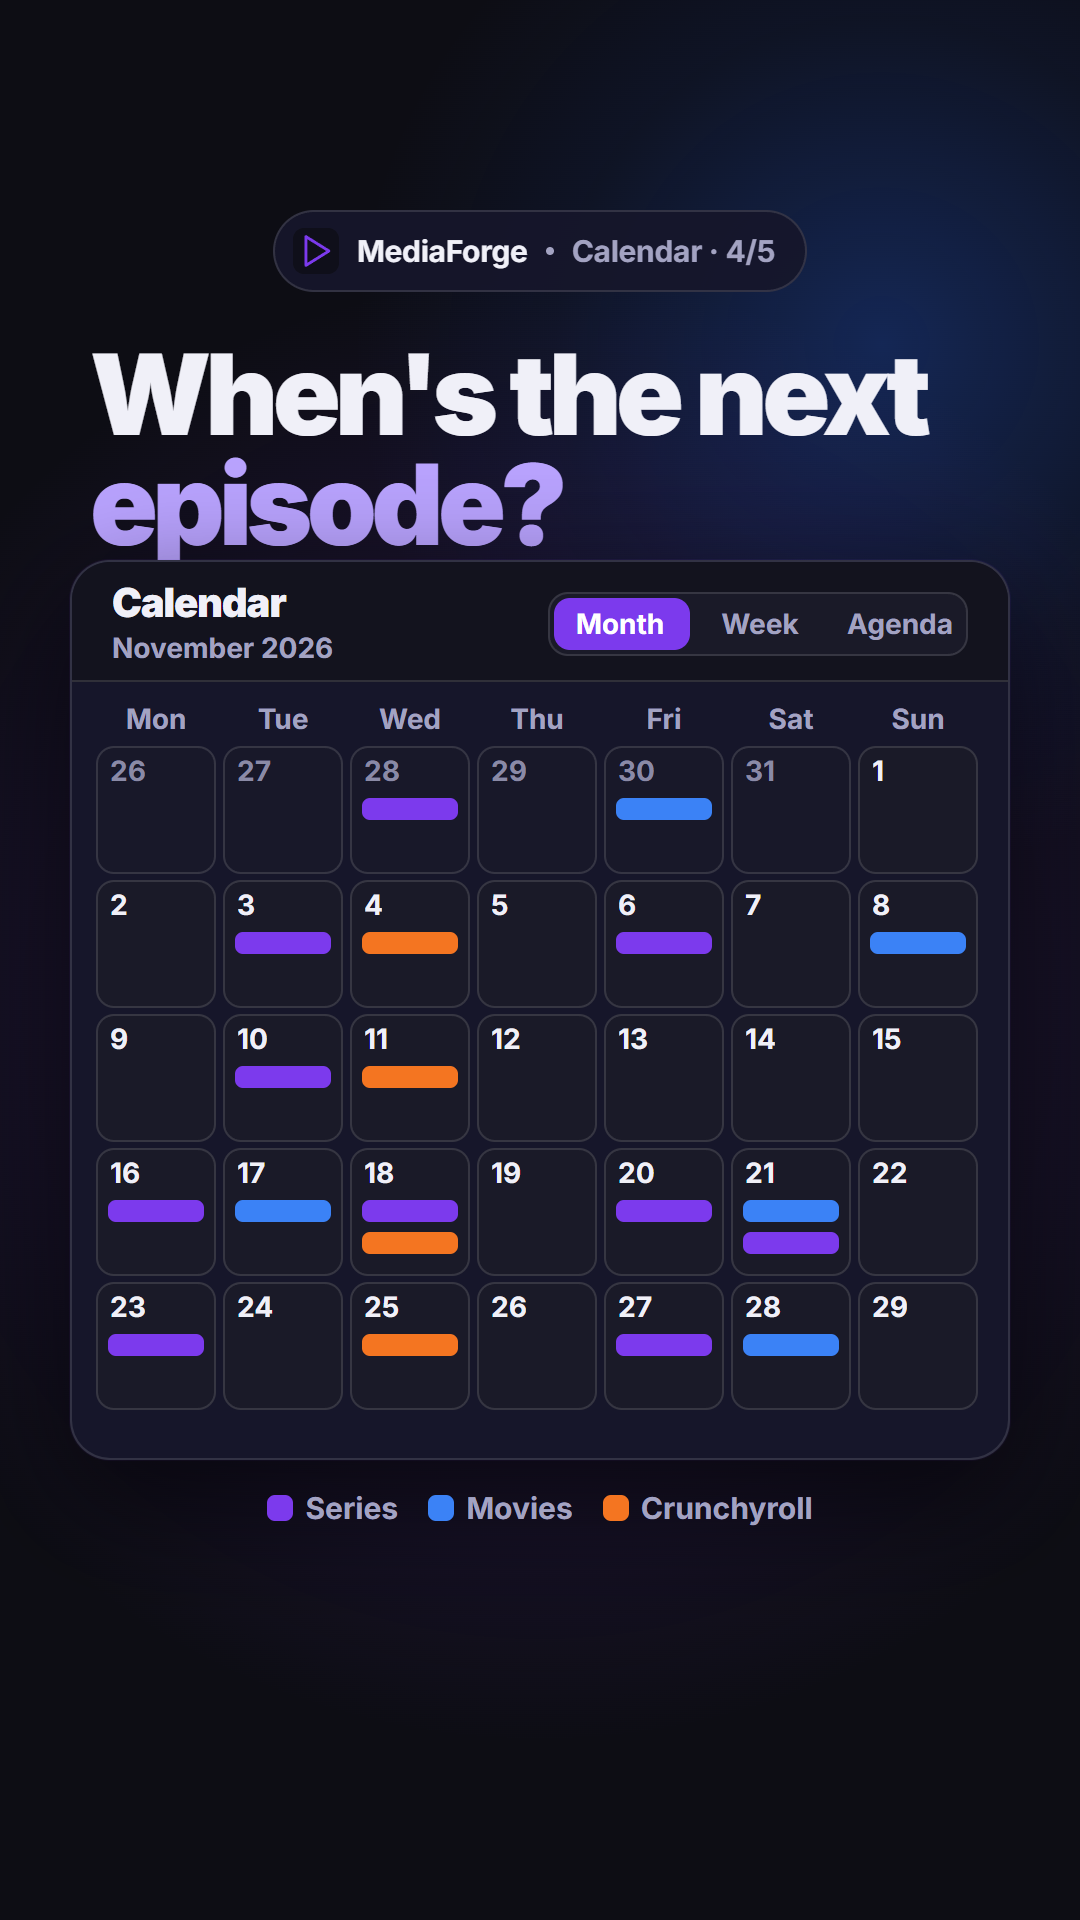 MediaForge • Calendar · 4/5
When's the next
episode?
Calendar
November 2026
Month Week Agenda
Mon Tue Wed Thu Fri Sat Sun
26 27 28 29 30 31 1
2 3 4 5 6 7 8
9 10 11 12 13 14 15
16 17 18 19 20 21 22
23 24 25 26 27 28 29
Series Movies Crunchyroll